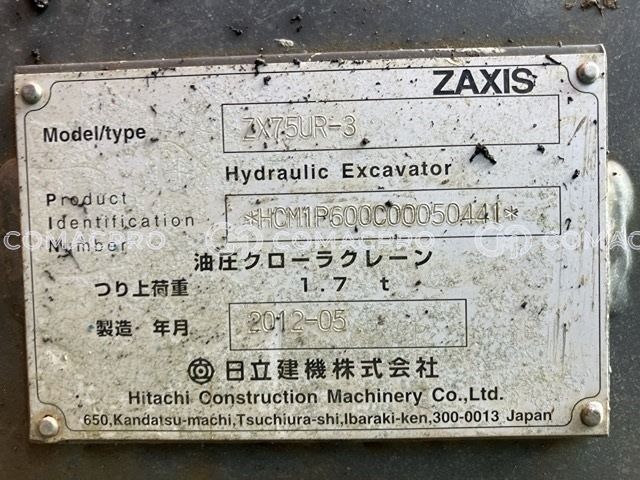 ZAXIS
Model/type ZX75UR-3
Hydraulic Excavator
Product
Identification *HCM1P600C00050441*
Number
COMAGERO COMAGERO COMAGERO
油圧クローラクレーン
つり上荷重 1.7 t
製造 年月 2012-05
日立建機株式会社
Hitachi Construction Machinery Co.,Ltd.
650,Kandatsu-machi,Tsuchiura-shi,Ibaraki-ken,300-0013 Japan